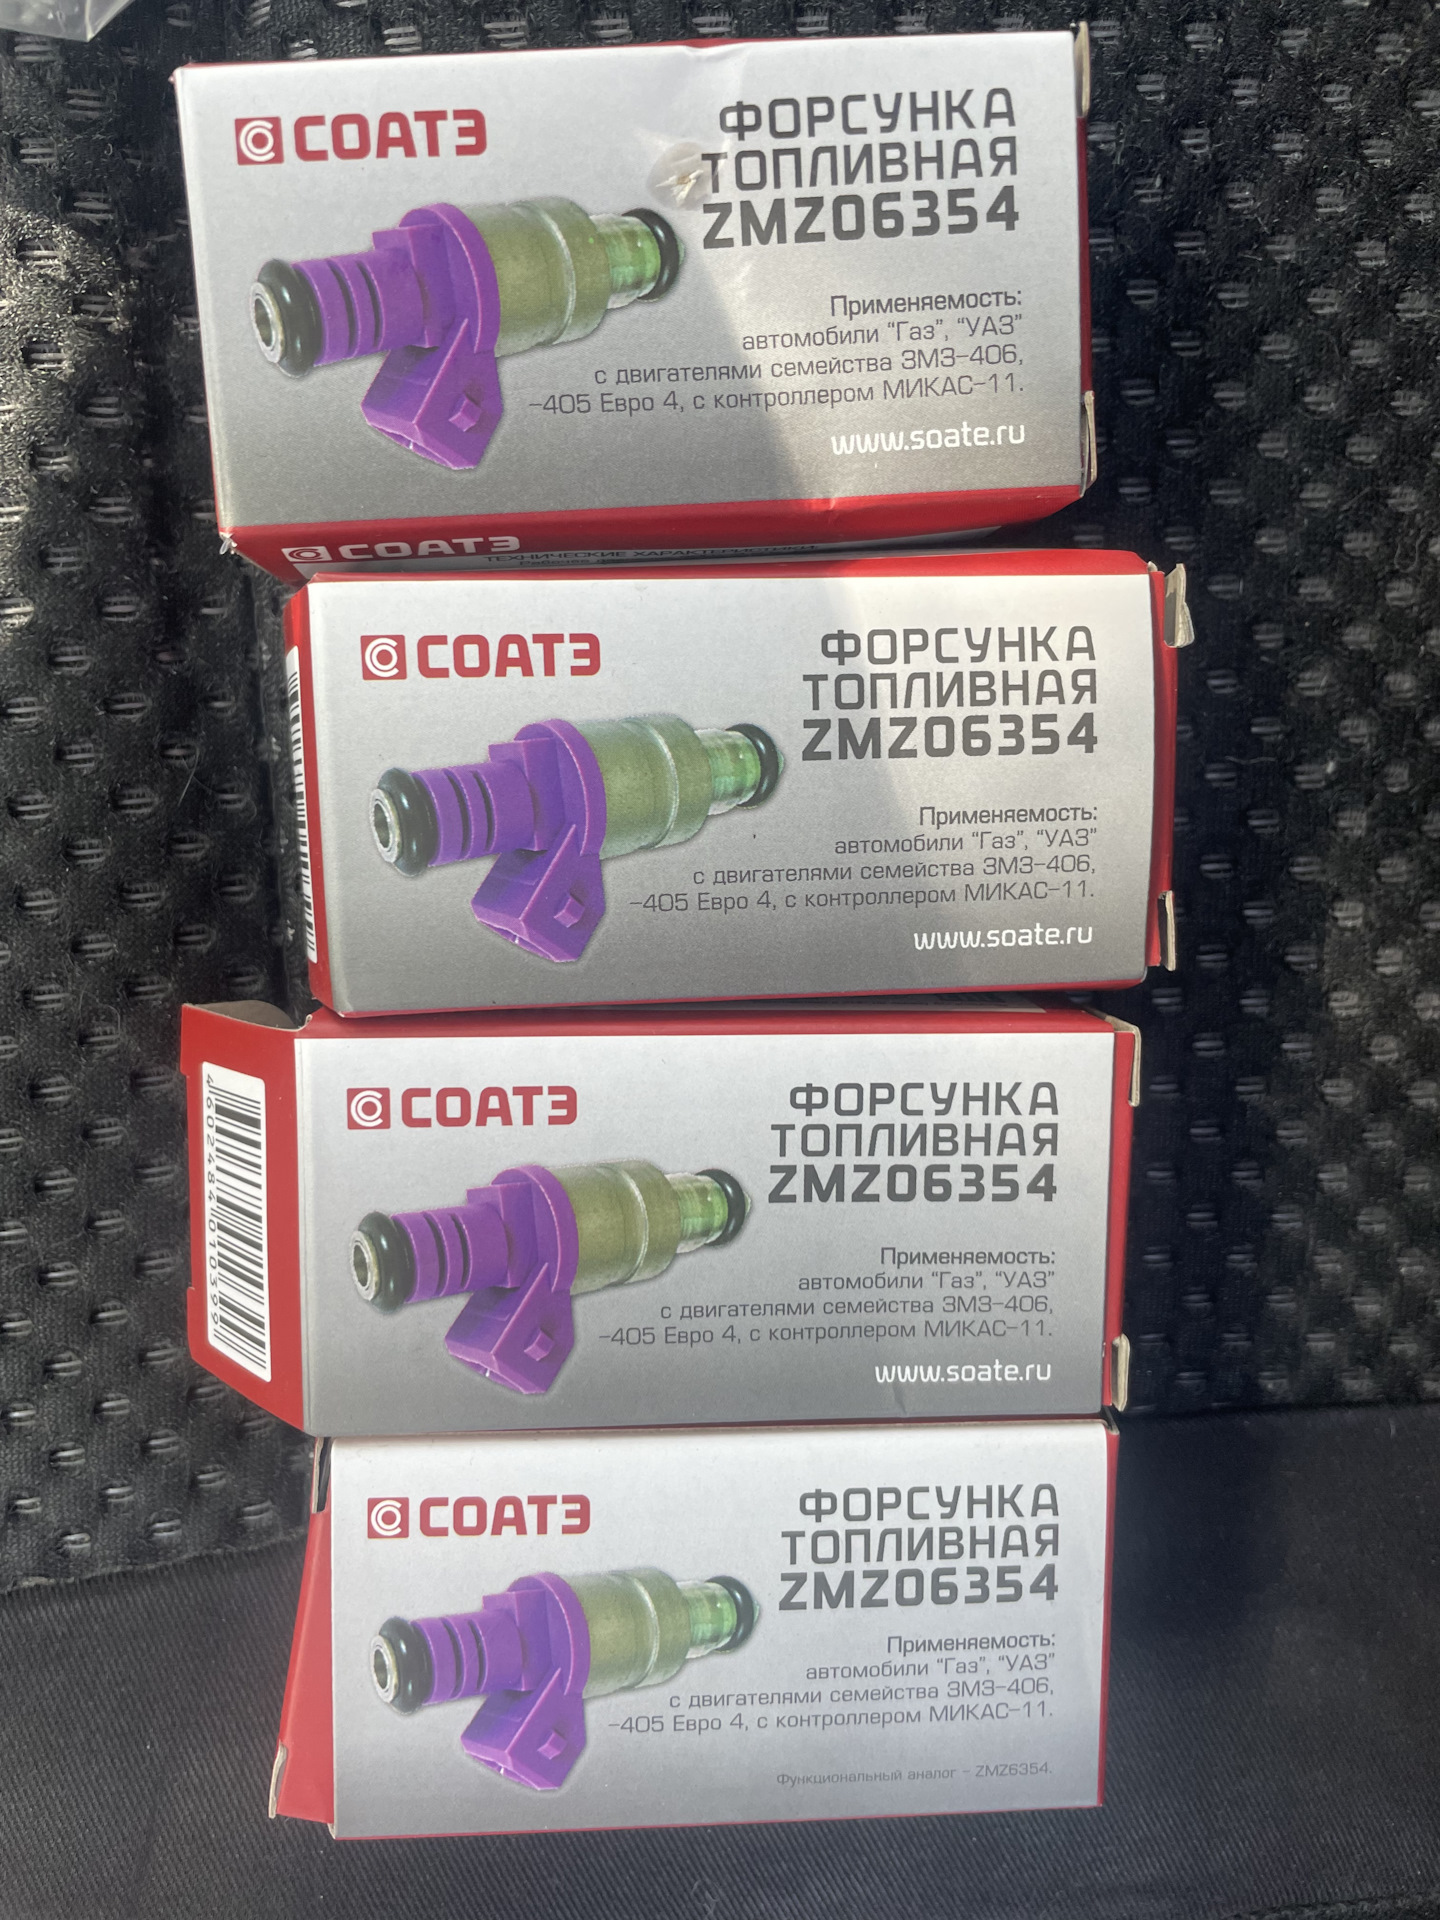 СОАТЭ
ФОРСУНКА
ТОПЛИВНАЯ
ZMZ06354
Применяемость:
автомобили "Газ", "УАЗ"
с двигателями семейства ЗМЗ-406,
-405 Евро 4, с контроллером МИКАС-11.
www.soate.ru
СОАТЭ
ТЕХНИЧЕСКИЕ ХАРАКТЕРИСТИКИ:
СОАТЭ
ФОРСУНКА
ТОПЛИВНАЯ
ZMZ06354
Применяемость:
автомобили "Газ", "УАЗ"
с двигателями семейства ЗМЗ-406,
-405 Евро 4, с контроллером МИКАС-11.
www.soate.ru
4602484010399
СОАТЭ
ФОРСУНКА
ТОПЛИВНАЯ
ZMZ06354
Применяемость:
автомобили "Газ", "УАЗ"
с двигателями семейства ЗМЗ-406,
-405 Евро 4, с контроллером МИКАС-11.
www.soate.ru
СОАТЭ
ФОРСУНКА
ТОПЛИВНАЯ
ZMZ06354
Применяемость:
автомобили "Газ", "УАЗ"
с двигателями семейства ЗМЗ-406,
-405 Евро 4, с контроллером МИКАС-11.
Функциональный аналог - ZMZ6354.